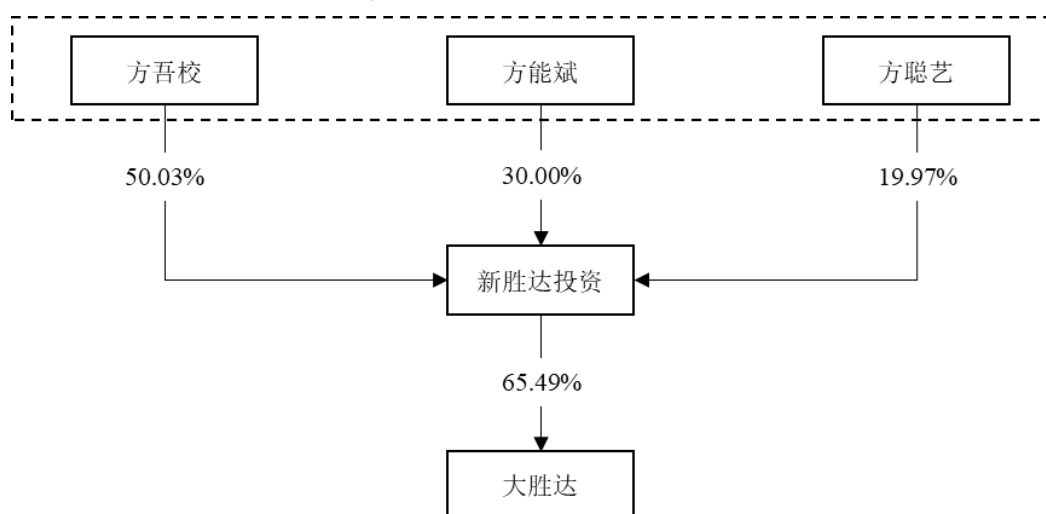 方吾校
方能斌
方聪艺
50.03%
30.00%
19.97%
新胜达投资
65.49%
大胜达